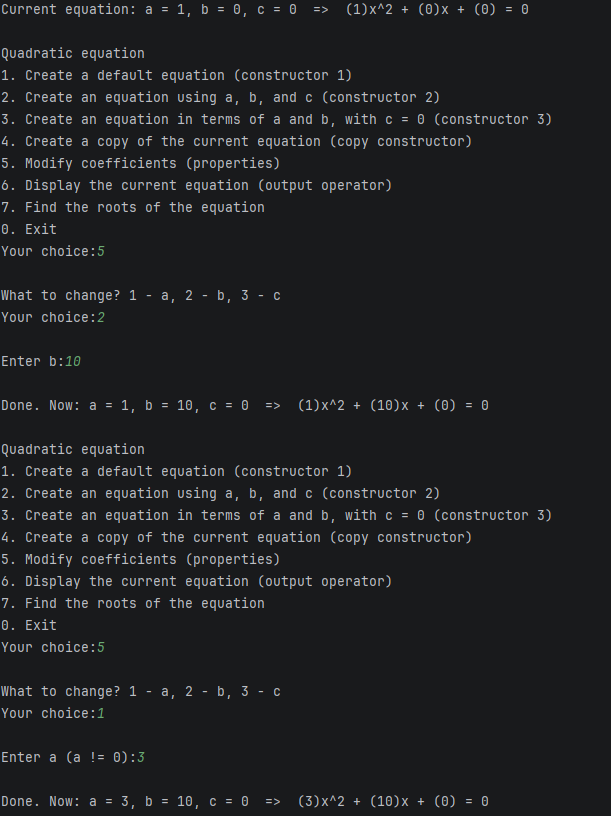 Current equation: a = 1, b = 0, c = 0  =>  (1)x^2 + (0)x + (0) = 0
Quadratic equation
1. Create a default equation (constructor 1)
2. Create an equation using a, b, and c (constructor 2)
3. Create an equation in terms of a and b, with c = 0 (constructor 3)
4. Create a copy of the current equation (copy constructor)
5. Modify coefficients (properties)
6. Display the current equation (output operator)
7. Find the roots of the equation
0. Exit
Your choice:5
What to change? 1 - a, 2 - b, 3 - c
Your choice:2
Enter b:10
Done. Now: a = 1, b = 10, c = 0  =>  (1)x^2 + (10)x + (0) = 0
Quadratic equation
1. Create a default equation (constructor 1)
2. Create an equation using a, b, and c (constructor 2)
3. Create an equation in terms of a and b, with c = 0 (constructor 3)
4. Create a copy of the current equation (copy constructor)
5. Modify coefficients (properties)
6. Display the current equation (output operator)
7. Find the roots of the equation
0. Exit
Your choice:5
What to change? 1 - a, 2 - b, 3 - c
Your choice:1
Enter a (a != 0):3
Done. Now: a = 3, b = 10, c = 0  =>  (3)x^2 + (10)x + (0) = 0